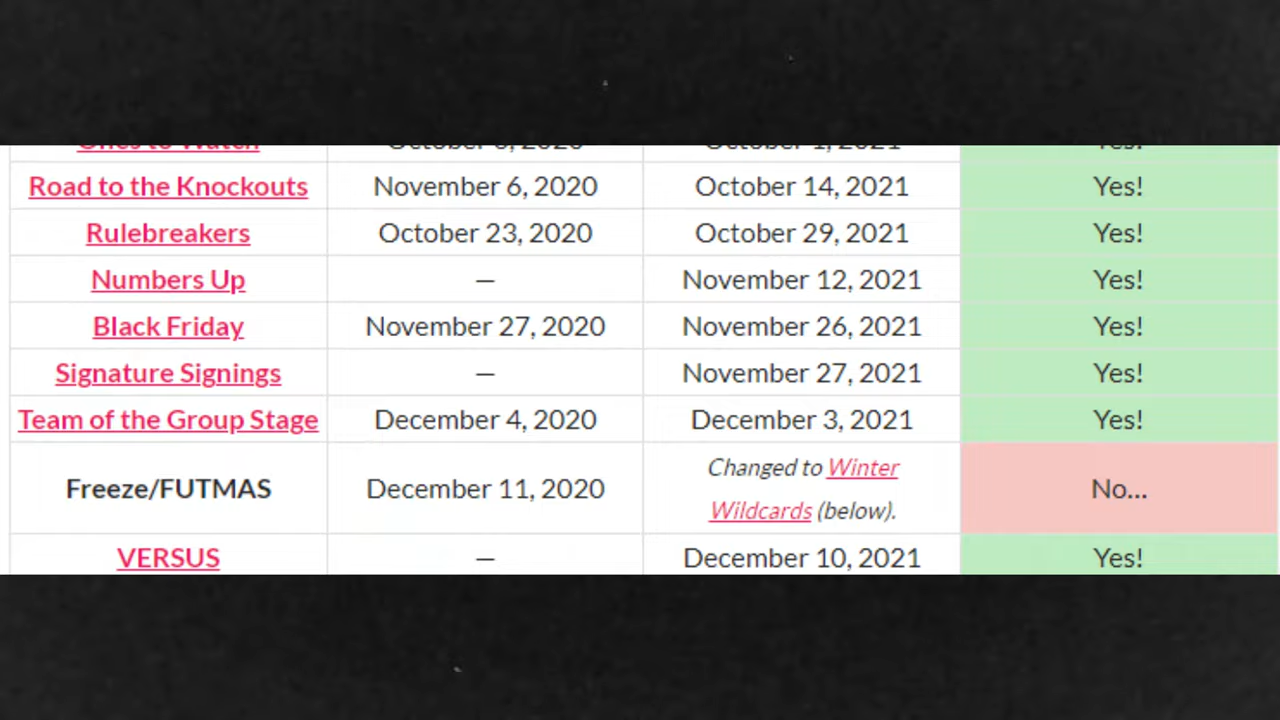 Ones to Watch October 2020 October 1, 2021 Yes!
Road to the Knockouts November 6, 2020 October 14, 2021 Yes!
Rulebreakers October 23, 2020 October 29, 2021 Yes!
Numbers Up — November 12, 2021 Yes!
Black Friday November 27, 2020 November 26, 2021 Yes!
Signature Signings — November 27, 2021 Yes!
Team of the Group Stage December 4, 2020 December 3, 2021 Yes!
Freeze/FUTMAS December 11, 2020 Changed to Winter
Wildcards (below). No...
VERSUS — December 10, 2021 Yes!